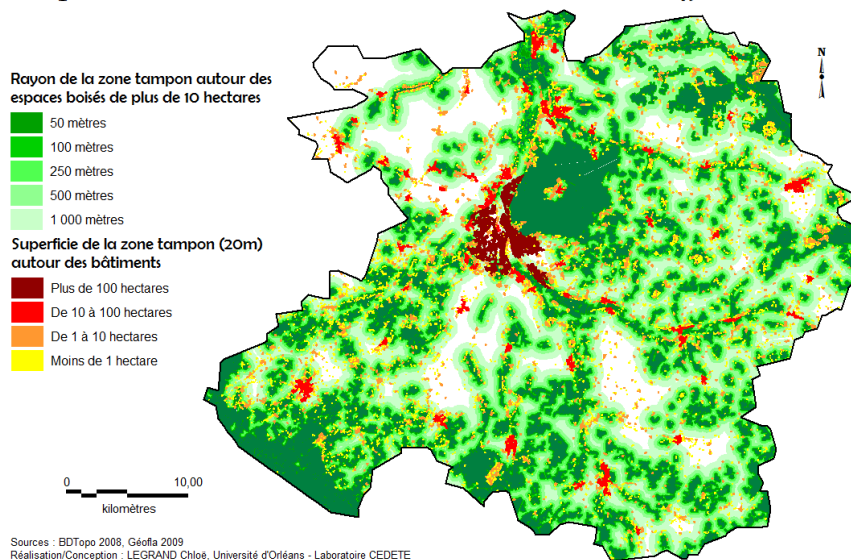 Rayon de la zone tampon autour des
espaces boisés de plus de 10 hectares
50 mètres
100 mètres
250 mètres
500 mètres
1 000 mètres
Superficie de la zone tampon (20m)
autour des bâtiments
Plus de 100 hectares
De 10 à 100 hectares
De 1 à 10 hectares
Moins de 1 hectare
N
0 10,00
kilomètres
Sources : BDTopo 2008, Géofla 2009
Réalisation/Conception : LEGRAND Chloé, Université d'Orléans - Laboratoire CEDETE